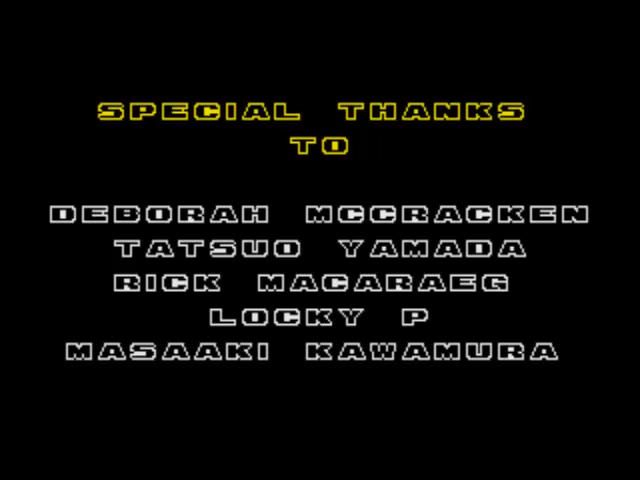 SPECIAL THANKS
TO
DEBORAH MCCRACKEN
TATSUO YAMADA
RICK MACARAEG
LOCKY P
MASAAKI KAWAMURA